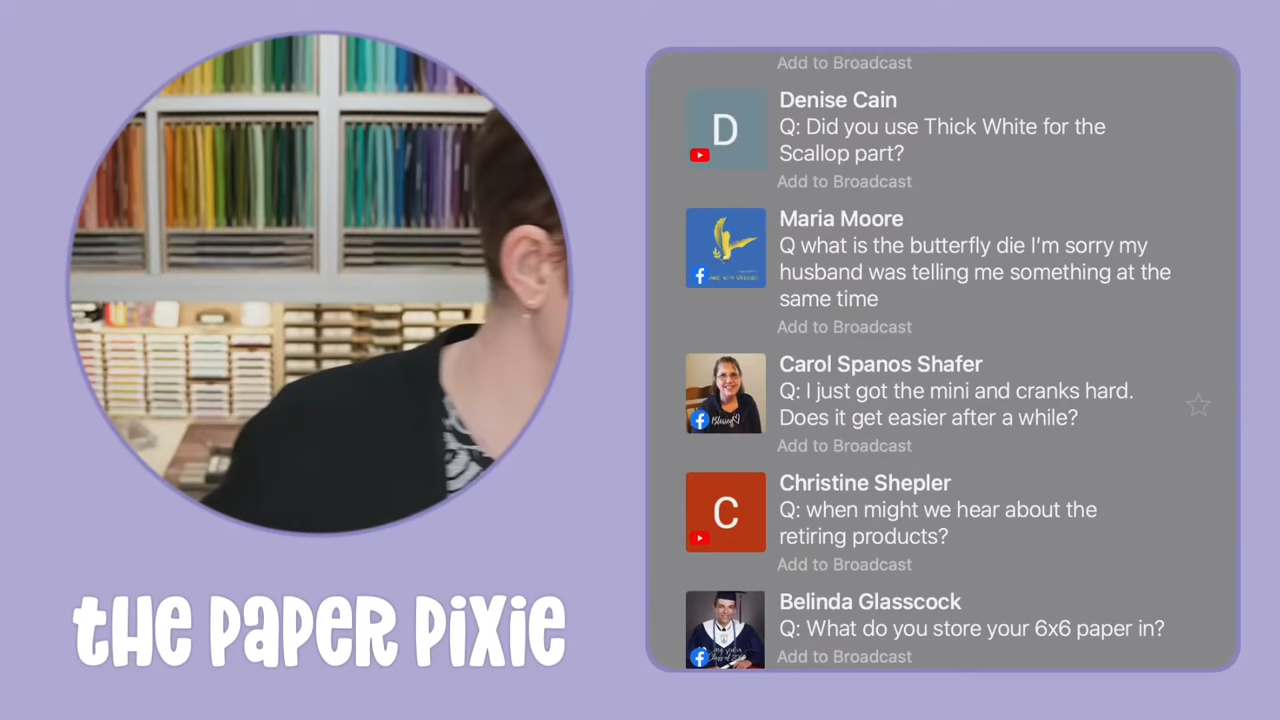 Add to Broadcast
D
Denise Cain
Q: Did you use Thick White for the
Scallop part?
Add to Broadcast
Maria Moore
Q what is the butterfly die I'm sorry my
husband was telling me something at the
same time
Add to Broadcast
Carol Spanos Shafer
Q: I just got the mini and cranks hard.
Does it get easier after a while?
Blessed
Add to Broadcast
C
Christine Shepler
Q: when might we hear about the
retiring products?
Add to Broadcast
Belinda Glasscock
Q: What do you store your 6x6 paper in?
Add to Broadcast
the paper pixie